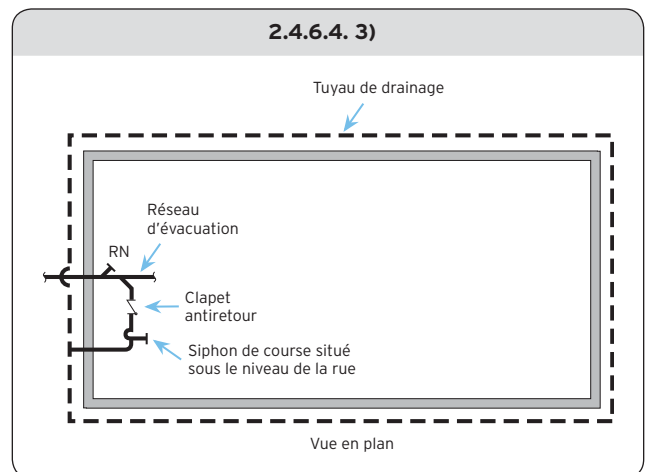 2.4.6.4. 3)
Tuyau de drainage
Réseau
d’évacuation
RN
Clapet
antiretour
Siphon de course situé
sous le niveau de la rue
Vue en plan